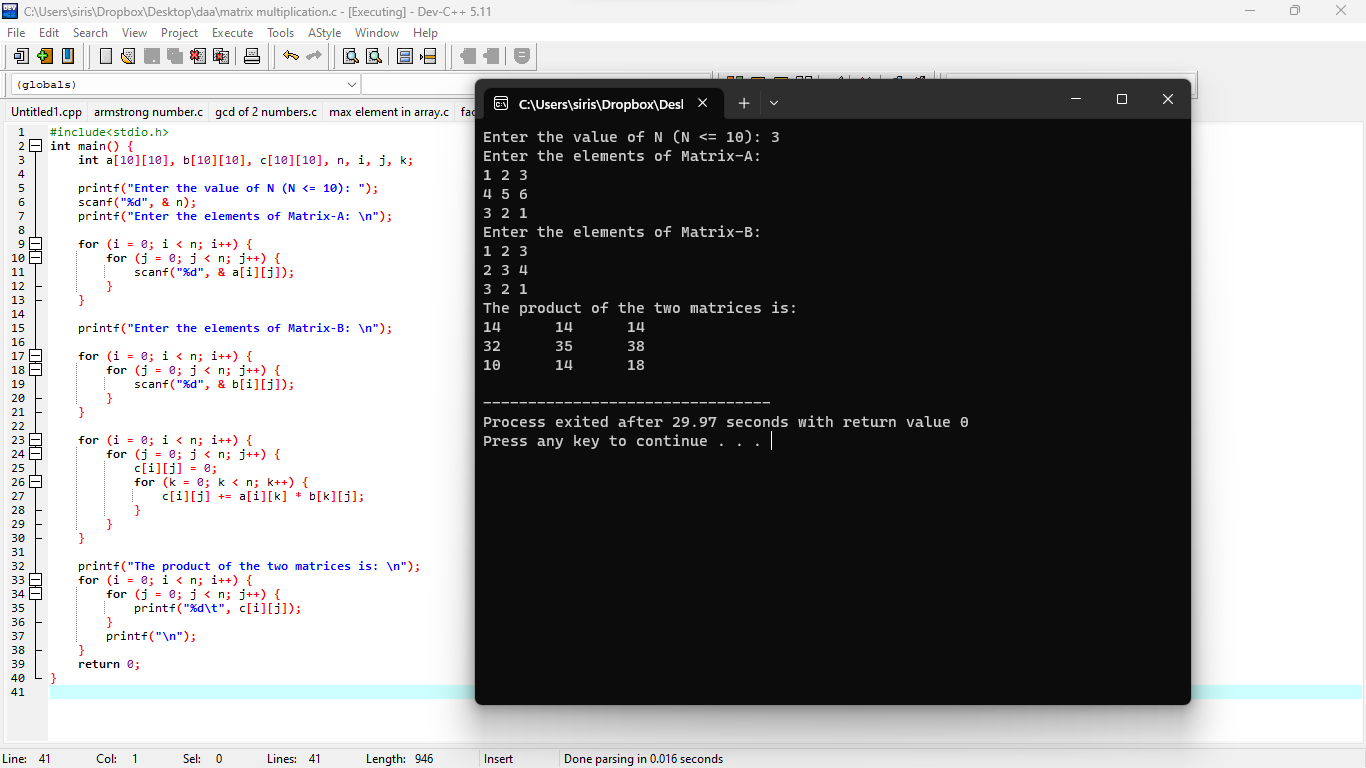 C:\Users\siris\Dropbox\Desktop\daa\matrix multiplication.c - [Executing] - Dev-C++ 5.11
File Edit Search View Project Execute Tools AStyle Window Help
(globals)
Untitled1.cpp armstrong number.c gcd of 2 numbers.c max element in array.c
1 #include<stdio.h>
2 int main() {
3 int a[10][10], b[10][10], c[10][10], n, i, j, k;
4
5 printf("Enter the value of N (N <= 10): ");
6 scanf("%d", & n);
7 printf("Enter the elements of Matrix-A: \n");
8
9 for (i = 0; i < n; i++) {
10 for (j = 0; j < n; j++) {
11 scanf("%d", & a[i][j]);
12 }
13 }
14
15 printf("Enter the elements of Matrix-B: \n");
16
17 for (i = 0; i < n; i++) {
18 for (j = 0; j < n; j++) {
19 scanf("%d", & b[i][j]);
20 }
21 }
22
23 for (i = 0; i < n; i++) {
24 for (j = 0; j < n; j++) {
25 c[i][j] = 0;
26 for (k = 0; k < n; k++) {
27 c[i][j] += a[i][k] * b[k][j];
28 }
29 }
30 }
31
32 printf("The product of the two matrices is: \n");
33 for (i = 0; i < n; i++) {
34 for (j = 0; j < n; j++) {
35 printf("%d\t", c[i][j]);
36 }
37 printf("\n");
38 }
39 return 0;
40 }
41
C:\Users\siris\Dropbox\Desl
Enter the value of N (N <= 10): 3
Enter the elements of Matrix-A:
1 2 3
4 5 6
3 2 1
Enter the elements of Matrix-B:
1 2 3
2 3 4
3 2 1
The product of the two matrices is:
14 14 14
32 35 38
10 14 18
--------------------------------
Process exited after 29.97 seconds with return value 0
Press any key to continue . . .
Line: 41 Col: 1 Sel: 0 Lines: 41 Length: 946 Insert Done parsing in 0.016 seconds